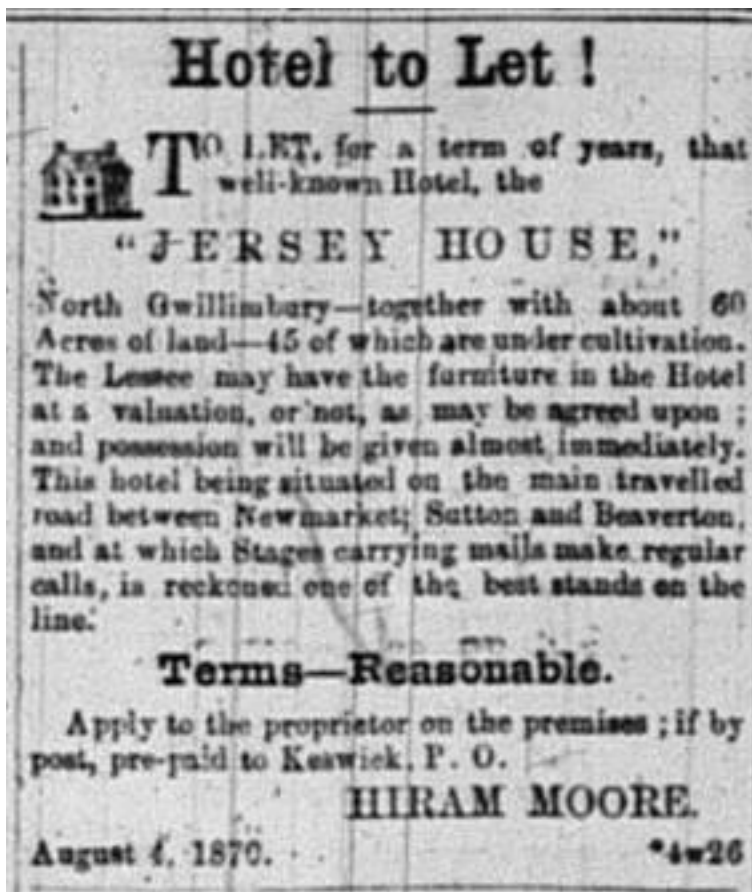 Hotel to Let !
TO LET, for a term of years, that
well-known Hotel, the
"JERSEY HOUSE,"
North Gwillimbury—together with about 60
Acres of land—45 of which are under cultivation.
The Lessee may have the furniture in the Hotel
at a valuation, or not, as may be agreed upon ;
and possession will be given almost immediately.
This hotel being situated on the main travelled
road between Newmarket, Sutton and Beaverton,
and at which Stages carrying mails make regular
calls, is reckoned one of the best stands on the
line.
Terms—Reasonable.
Apply to the proprietor on the premises ; if by
post, pre-paid to Keswick, P. O.
HIRAM MOORE.
August 4, 1870.
*4w26